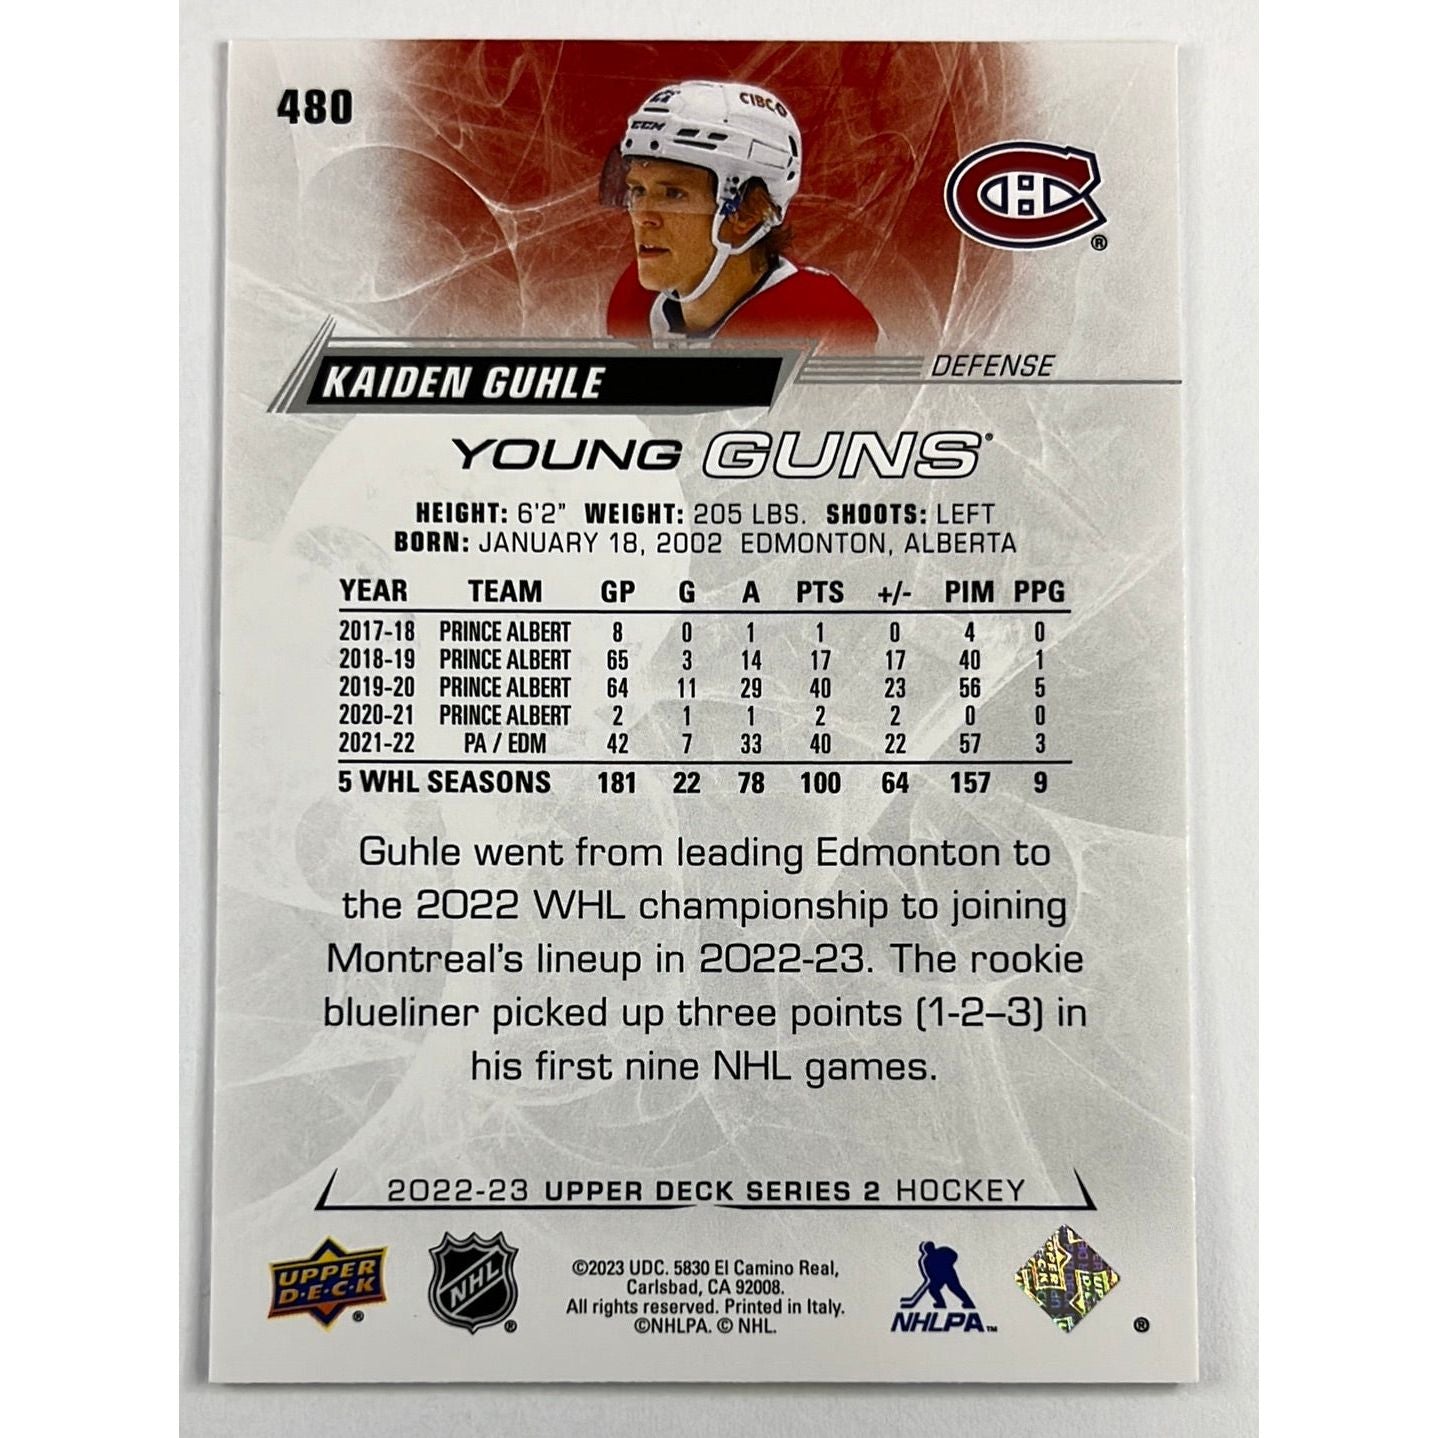 480
CIBC
CCM
®
KAIDEN GUHLE
DEFENSE
YOUNG GUNS®
HEIGHT: 6'2" WEIGHT: 205 LBS. SHOOTS: LEFT
BORN: JANUARY 18, 2002 EDMONTON, ALBERTA
YEAR TEAM GP G A PTS +/- PIM PPG
2017-18 PRINCE ALBERT 8 0 1 1 0 4 0
2018-19 PRINCE ALBERT 65 3 14 17 17 40 1
2019-20 PRINCE ALBERT 64 11 29 40 23 56 5
2020-21 PRINCE ALBERT 2 1 1 2 2 0 0
2021-22 PA / EDM 42 7 33 40 22 57 3
5 WHL SEASONS 181 22 78 100 64 157 9
Guhle went from leading Edmonton to
the 2022 WHL championship to joining
Montreal's lineup in 2022-23. The rookie
blueliner picked up three points (1-2–3) in
his first nine NHL games.
2022-23 UPPER DECK SERIES 2 HOCKEY
UPPER
D·E·C·K
®
NHL
®
©2023 UDC. 5830 El Camino Real,
Carlsbad, CA 92008.
All rights reserved. Printed in Italy.
©NHLPA. © NHL.
NHLPA™
®